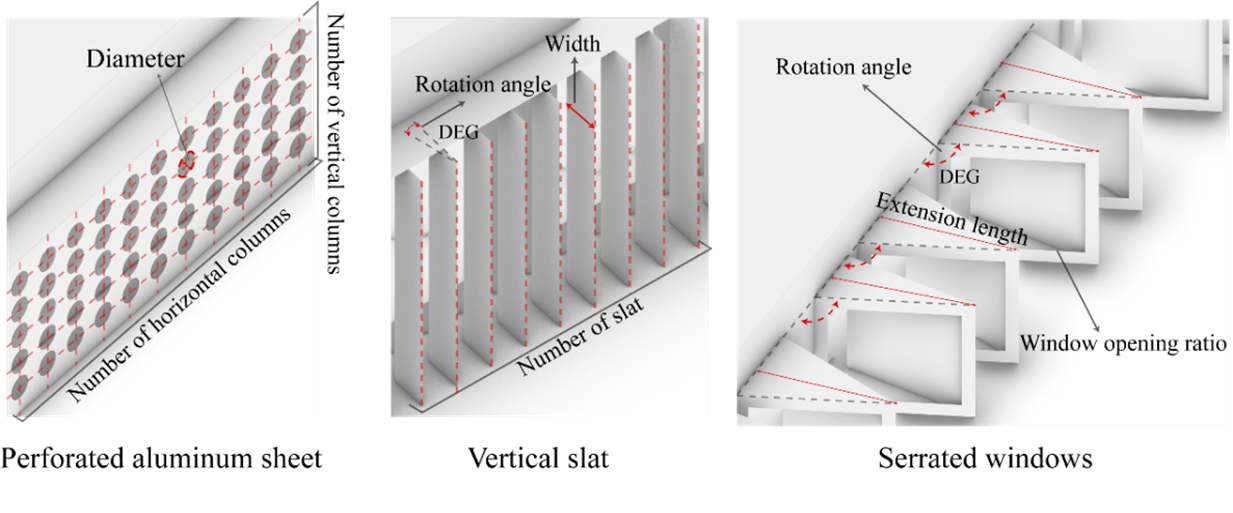 Diameter
Number of vertical columns
Number of horizontal columns
Perforated aluminum sheet
Width
Rotation angle
DEG
Number of slat
Vertical slat
Rotation angle
DEG
Extension length
Window opening ratio
Serrated windows